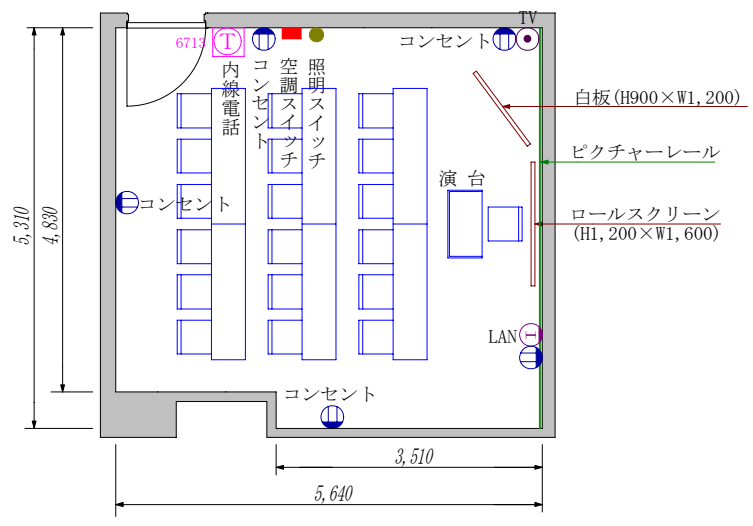 TV
6713
T
コンセント
内線電話
コンセント
空調スイッチ
照明スイッチ
白板(H900×W1,200)
ピクチャーレール
演 台
コンセント
ロールスクリーン
(H1,200×W1,600)
5,310
4,830
LAN
コンセント
3,510
5,640